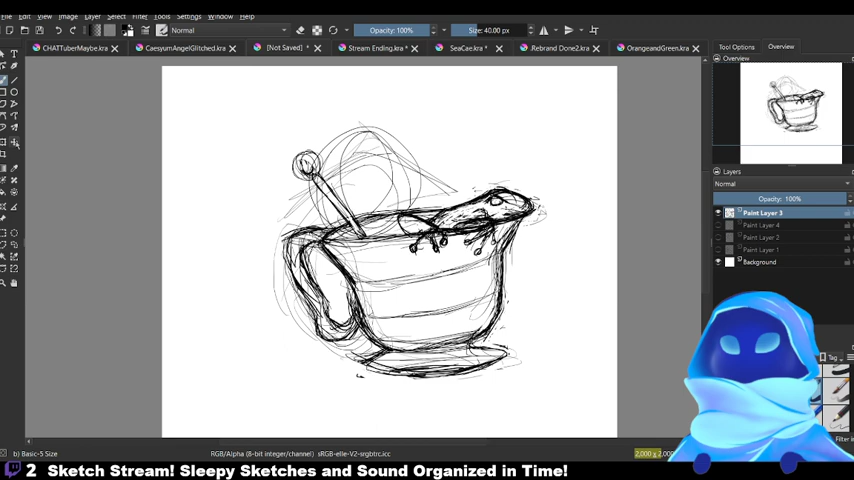 File Edit View Image Layer Select Filter Tools Settings Window Help
Normal Opacity: 100% Size: 40.00 px
CHATTuberMaybe.kra CaesyumAngelGlitched.kra [Not Saved] * Stream Ending.kra * SeaCae.kra * .Rebrand Done2.kra OrangeandGreen.kra
Tool Options Overview
Overview
Layers
Normal
Opacity: 100%
Paint Layer 3
Paint Layer 4
Paint Layer 2
Paint Layer 1
Background
Tag
Filter in
b) Basic-5 Size RGB/Alpha (8-bit integer/channel) sRGB-elle-V2-srgbtrc.icc 2,000 x 2,000
2 Sketch Stream! Sleepy Sketches and Sound Organized in Time!